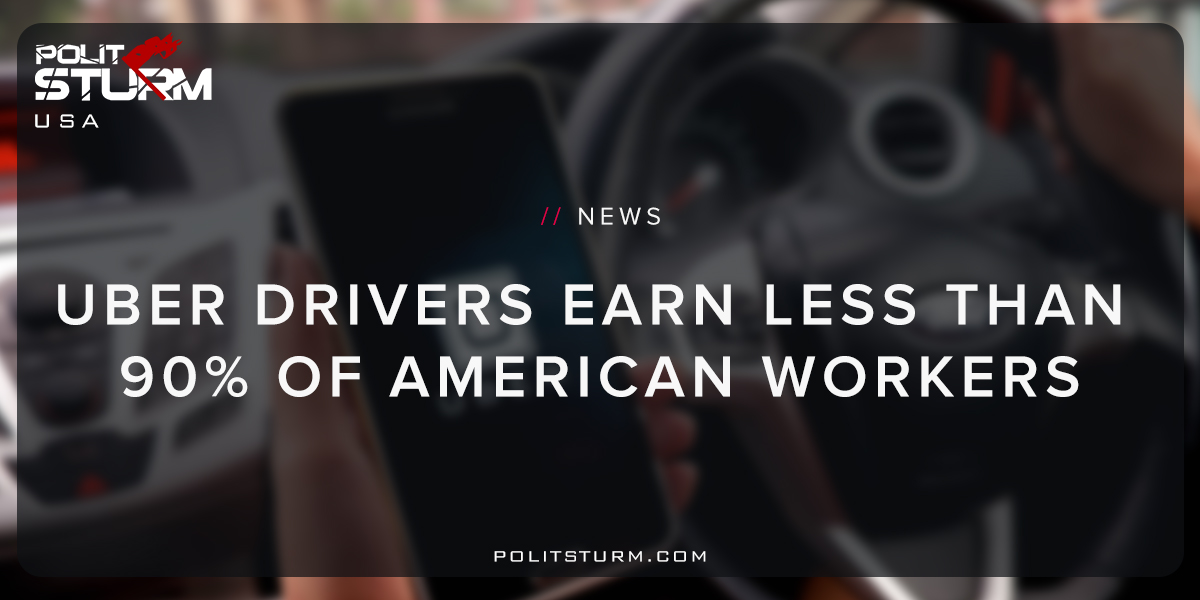 POLIT
STURM
USA
// NEWS
UBER DRIVERS EARN LESS THAN
90% OF AMERICAN WORKERS
POLITSTURM.COM